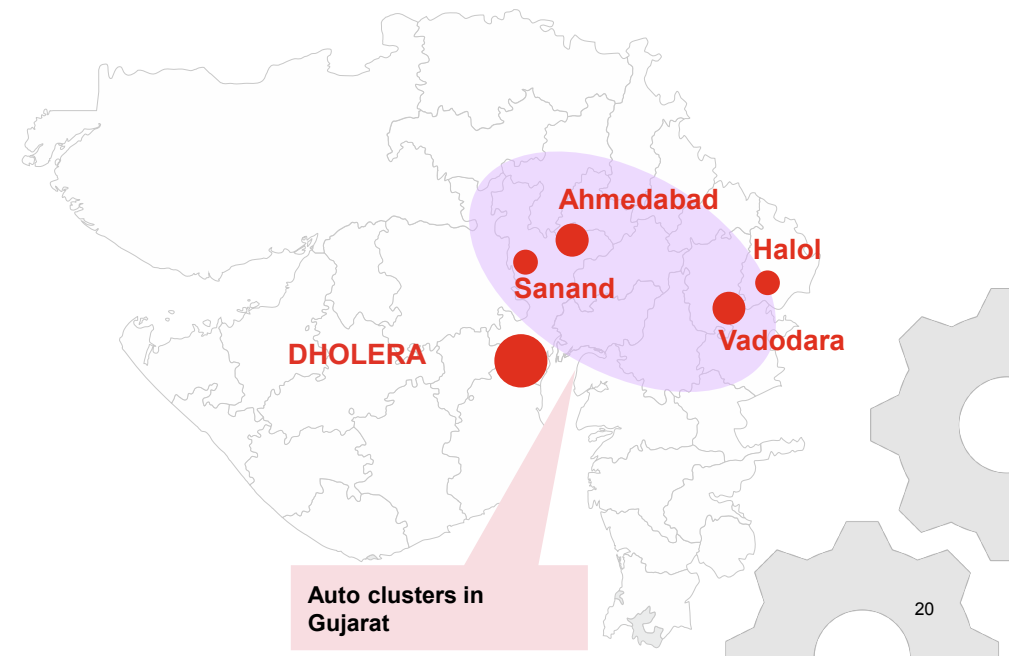 Ahmedabad
Halol
Sanand
Vadodara
DHOLERA
Auto clusters in
Gujarat
20